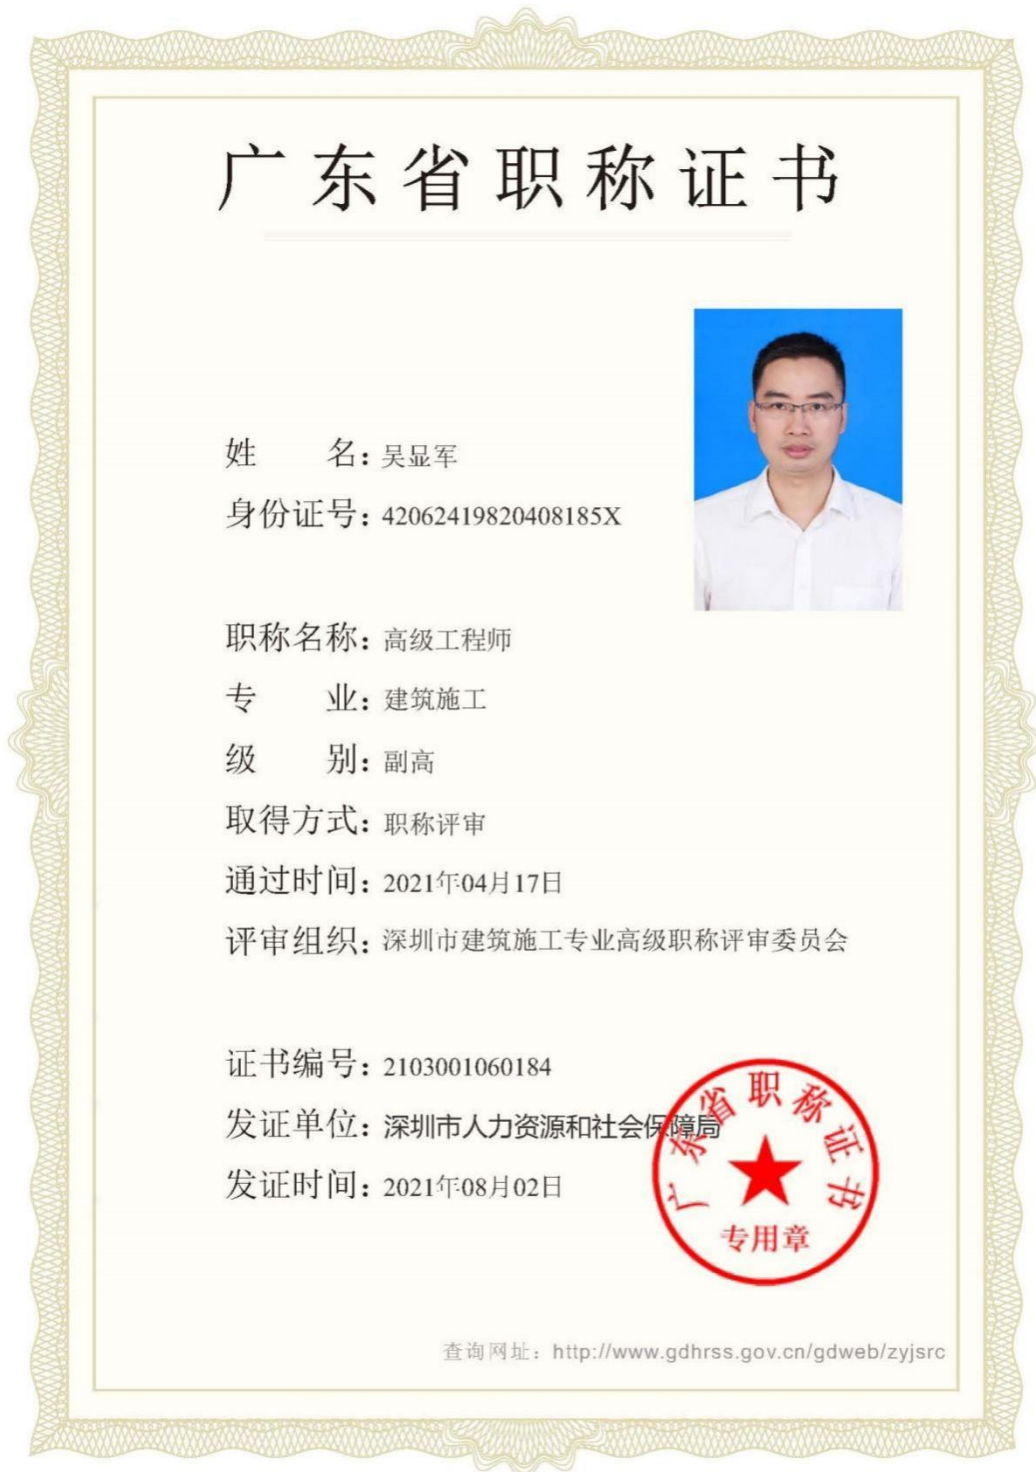 广东省职称证书
姓 名：吴显军
身份证号：42062419820408185X
职称名称：高级工程师
专 业：建筑施工
级 别：副高
取得方式：职称评审
通过时间：2021年04月17日
评审组织：深圳市建筑施工专业高级职称评审委员会
证书编号：2103001060184
发证单位：深圳市人力资源和社会保障局
发证时间：2021年08月02日
广东省职称证书
专用章
查询网址：http://www.gdhrss.gov.cn/gdweb/zyjsrc